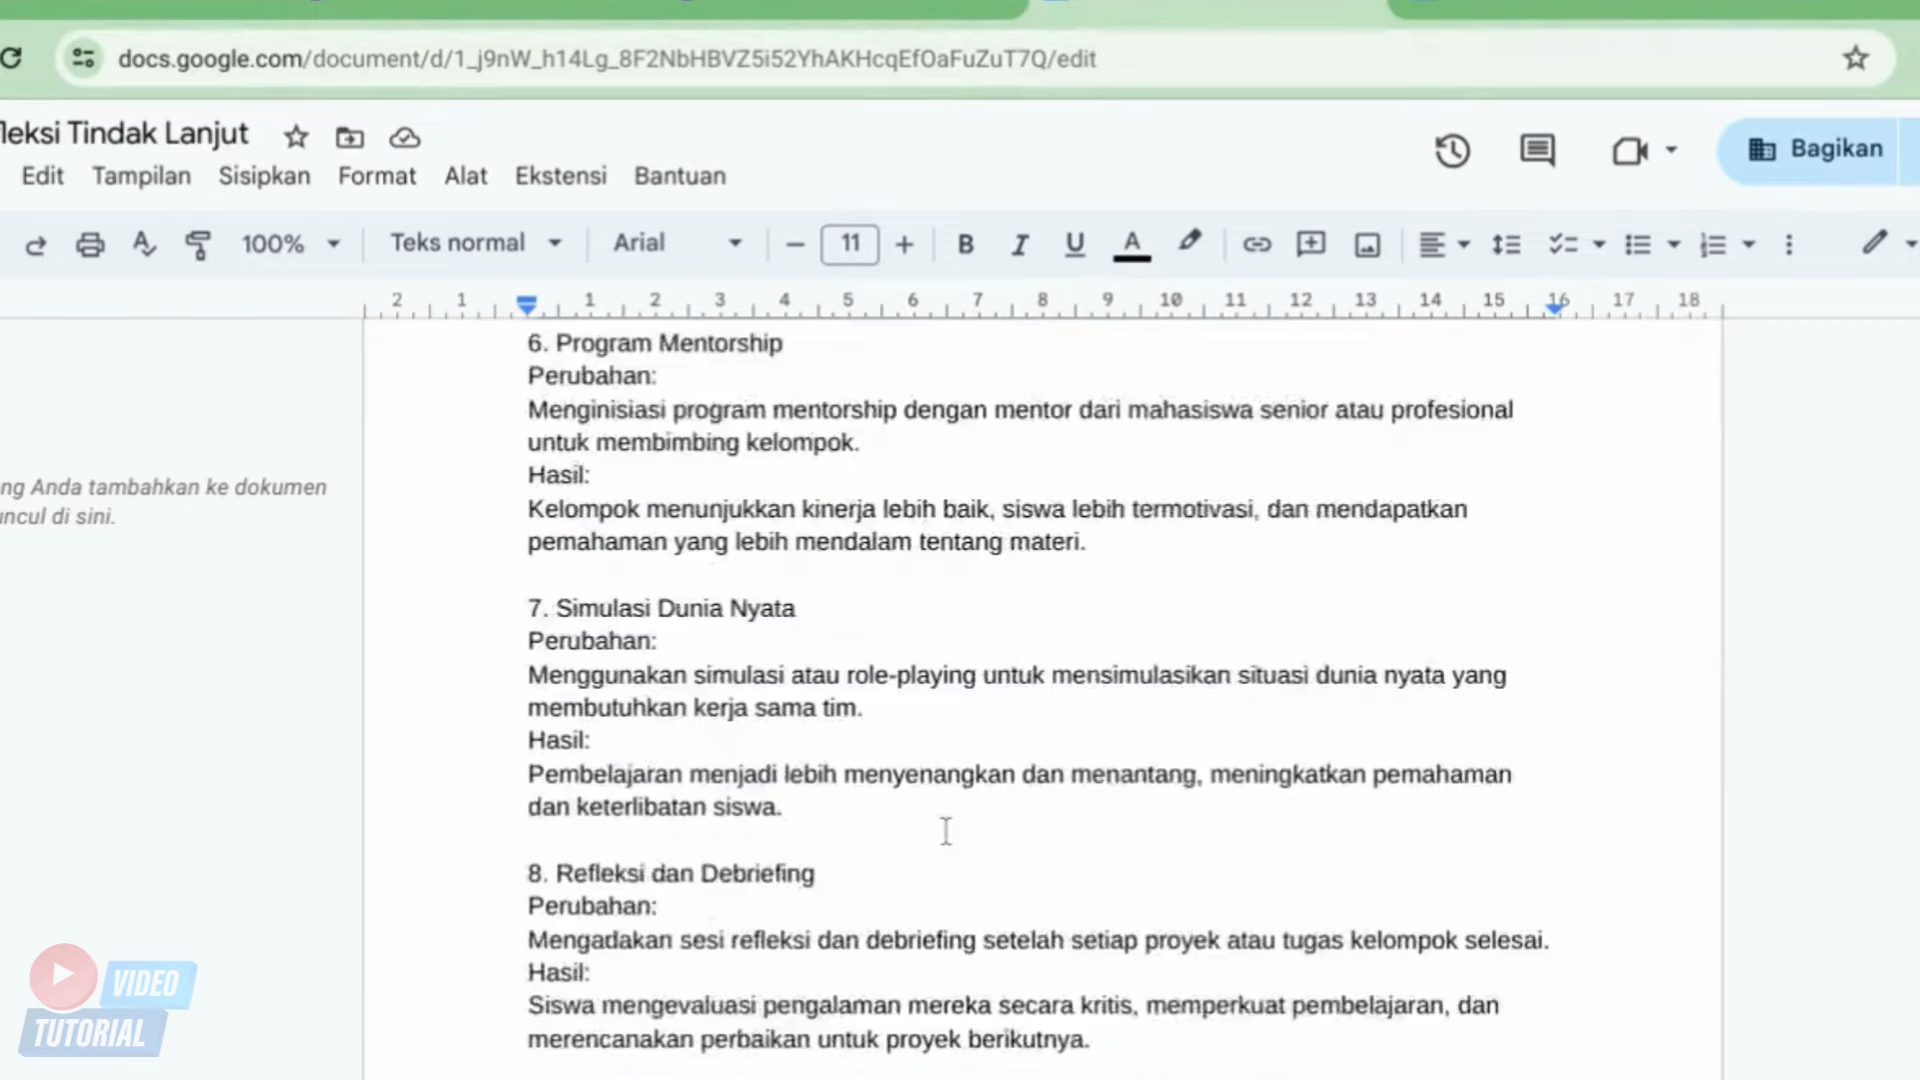 docs.google.com/document/d/1_j9nW_h14Lg_8F2NbHBVZ5i52YhAKHcqEfOaFuZuT7Q/edit
leksi Tindak Lanjut
Edit Tampilan Sisipkan Format Alat Ekstensi Bantuan
Bagikan
100% Teks normal Arial 11 B I U A
2 1 1 2 3 4 5 6 7 8 9 10 11 12 13 14 15 16 17 18
ng Anda tambahkan ke dokumen
uncul di sini.
6. Program Mentorship
Perubahan:
Menginisiasi program mentorship dengan mentor dari mahasiswa senior atau profesional
untuk membimbing kelompok.
Hasil:
Kelompok menunjukkan kinerja lebih baik, siswa lebih termotivasi, dan mendapatkan
pemahaman yang lebih mendalam tentang materi.
7. Simulasi Dunia Nyata
Perubahan:
Menggunakan simulasi atau role-playing untuk mensimulasikan situasi dunia nyata yang
membutuhkan kerja sama tim.
Hasil:
Pembelajaran menjadi lebih menyenangkan dan menantang, meningkatkan pemahaman
dan keterlibatan siswa.
8. Refleksi dan Debriefing
Perubahan:
Mengadakan sesi refleksi dan debriefing setelah setiap proyek atau tugas kelompok selesai.
Hasil:
Siswa mengevaluasi pengalaman mereka secara kritis, memperkuat pembelajaran, dan
merencanakan perbaikan untuk proyek berikutnya.
VIDEO
TUTORIAL